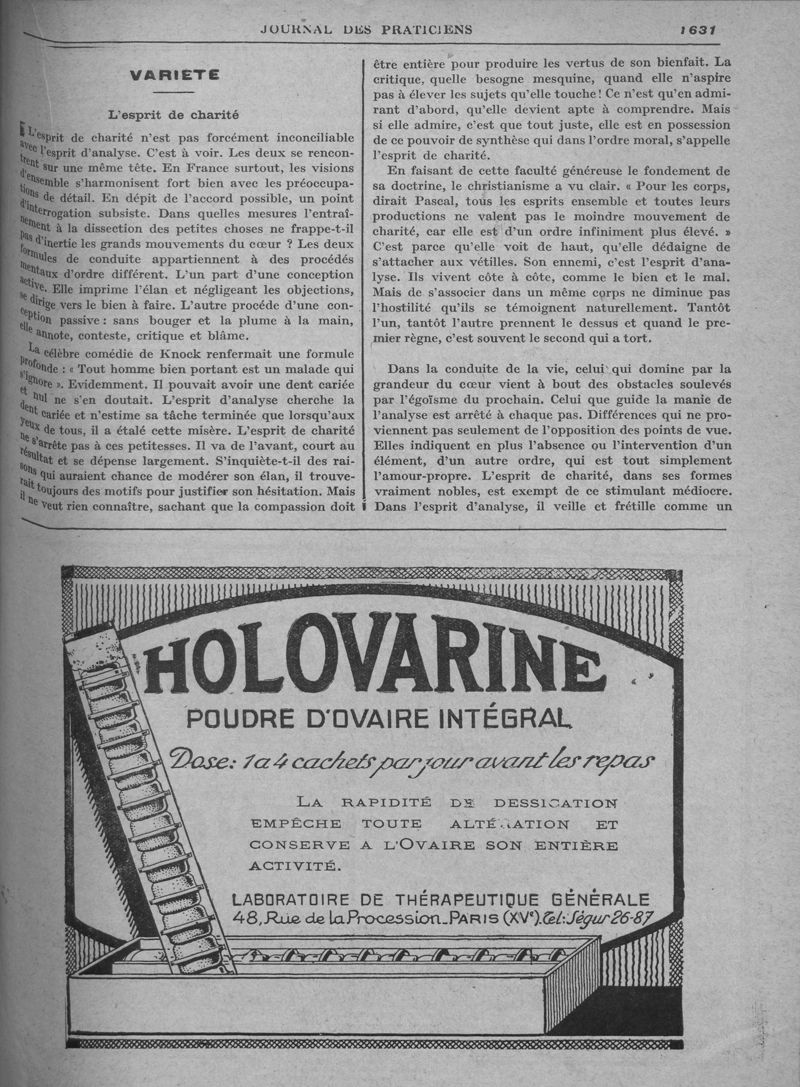 JOURNAL DES PRATICIENS
1631
VARIETE
L'esprit de charité
L'esprit de charité n'est pas forcément inconciliable
avec l'esprit d'analyse. C'est à voir. Les deux se rencon-
trent sur une même tête. En France surtout, les visions
d'ensemble s'harmonisent fort bien avec les préoccupa-
tions de détail. En dépit de l'accord possible, un point
d'interrogation subsiste. Dans quelles mesures l'entraî-
nement à la dissection des petites choses ne frappe-t-il
pas d'inertie les grands mouvements du cœur ? Les deux
formules de conduite appartiennent à des procédés
mentaux d'ordre différent. L'un part d'une conception
active. Elle imprime l'élan et négligeant les objections,
se dirige vers le bien à faire. L'autre procède d'une con-
ception passive : sans bouger et la plume à la main,
elle annote, conteste, critique et blâme.
La célèbre comédie de Knock renfermait une formule
profonde : « Tout homme bien portant est un malade qui
s'ignore ». Evidemment. Il pouvait avoir une dent cariée
et nul ne s'en doutait. L'esprit d'analyse cherche la
dent cariée et n'estime sa tâche terminée que lorsqu'aux
yeux de tous, il a étalé cette misère. L'esprit de charité
ne s'arrête pas à ces petitesses. Il va de l'avant, court au
résultat et se dépense largement. S'inquiète-t-il des rai-
sons qui auraient chance de modérer son élan, il trouve-
rait toujours des motifs pour justifier son hésitation. Mais
il ne veut rien connaître, sachant que la compassion doit
être entière pour produire les vertus de son bienfait. La
critique, quelle besogne mesquine, quand elle n'aspire
pas à élever les sujets qu'elle touche ! Ce n'est qu'en admi-
rant d'abord, qu'elle devient apte à comprendre. Mais
si elle admire, c'est que tout juste, elle est en possession
de ce pouvoir de synthèse qui dans l'ordre moral, s'appelle
l'esprit de charité.
En faisant de cette faculté généreuse le fondement de
sa doctrine, le christianisme a vu clair. « Pour les corps,
dirait Pascal, tous les esprits ensemble et toutes leurs
productions ne valent pas le moindre mouvement de
charité, car elle est d'un ordre infiniment plus élevé. »
C'est parce qu'elle voit de haut, qu'elle dédaigne de
s'attacher aux vétilles. Son ennemi, c'est l'esprit d'ana-
lyse. Ils vivent côte à côte, comme le bien et le mal.
Mais de s'associer dans un même corps ne diminue pas
l'hostilité qu'ils se témoignent naturellement. Tantôt
l'un, tantôt l'autre prennent le dessus et quand le pre-
mier règne, c'est souvent le second qui a tort.
Dans la conduite de la vie, celui qui domine par la
grandeur du cœur vient à bout des obstacles soulevés
par l'égoïsme du prochain. Celui que guide la manie de
l'analyse est arrêté à chaque pas. Différences qui ne pro-
viennent pas seulement de l'opposition des points de vue.
Elles indiquent en plus l'absence ou l'intervention d'un
élément, d'un autre ordre, qui est tout simplement
l'amour-propre. L'esprit de charité, dans ses formes
vraiment nobles, est exempt de ce stimulant médiocre.
Dans l'esprit d'analyse, il veille et frétille comme un
HOLOVARINE
POUDRE D'OVAIRE INTÉGRAL
Dose: 1 à 4 cachets par jour avant les repas
LA RAPIDITÉ DE DESSICATION
EMPÊCHE TOUTE ALTÉRATION ET
CONSERVE A L'OVAIRE SON ENTIÈRE
ACTIVITÉ.
LABORATOIRE DE THÉRAPEUTIQUE GÉNÉRALE
48, Rue de la Procession_PARIS (XVe). Tel: Ségur 26-87